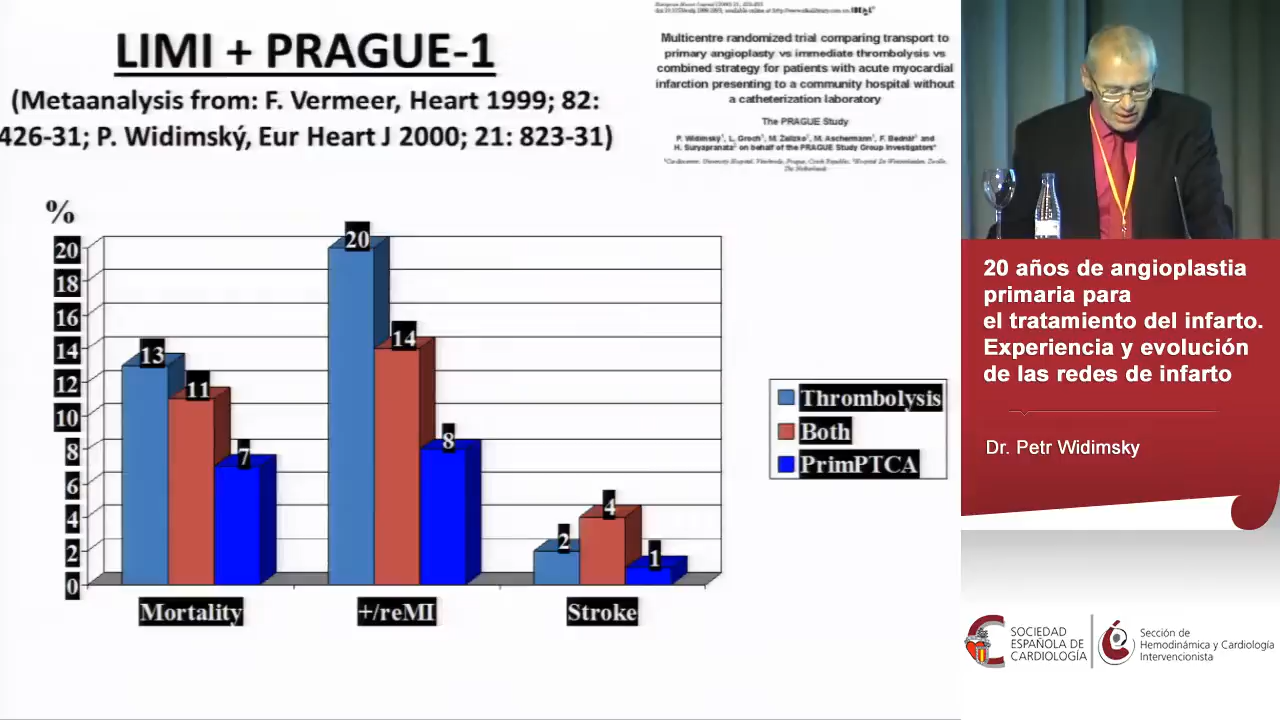 LIMI + PRAGUE-1
(Metaanalysis from: F. Vermeer, Heart 1999; 82:
426-31; P. Widimský, Eur Heart J 2000; 21: 823-31)
Multicentre randomized trial comparing transport to
primary angioplasty vs immediate thrombolysis vs
combined strategy for patients with acute myocardial
infarction presenting to a community hospital without
a catheterization laboratory
The PRAGUE Study
P. Widimský, L. Groch, M. Želízko, M. Aschermann, F. Bednář and
H. Suryapranata on behalf of the PRAGUE Study Group Investigators*
%
20
18
16
14
12
10
8
6
4
2
0
13
11
7
20
14
8
2
4
1
Mortality
+/reMI
Stroke
Thrombolysis
Both
PrimPTCA
20 años de angioplastia
primaria para
el tratamiento del infarto.
Experiencia y evolución
de las redes de infarto
Dr. Petr Widimsky
SOCIEDAD
ESPAÑOLA DE
CARDIOLOGÍA
Sección de
Hemodinámica y Cardiología
Intervencionista